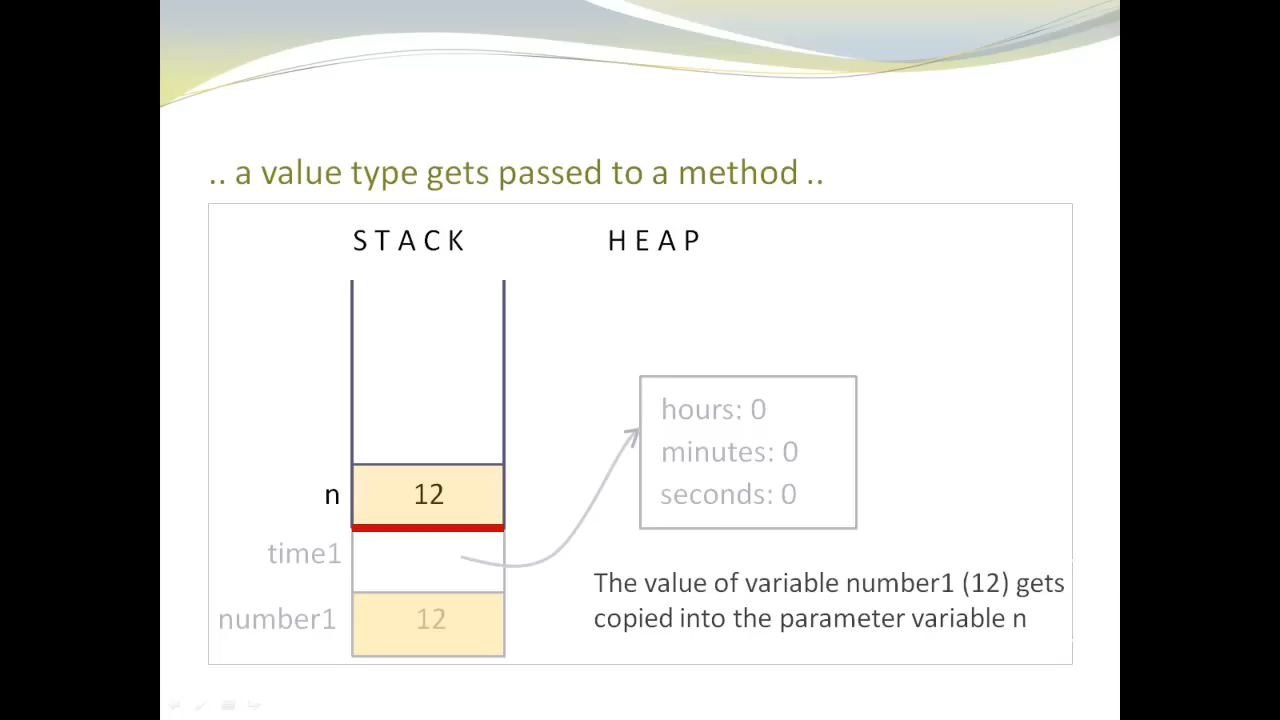 .. a value type gets passed to a method ..
S T A C K
H E A P
hours: 0
minutes: 0
seconds: 0
n
12
time1
number1
12
The value of variable number1 (12) gets
copied into the parameter variable n